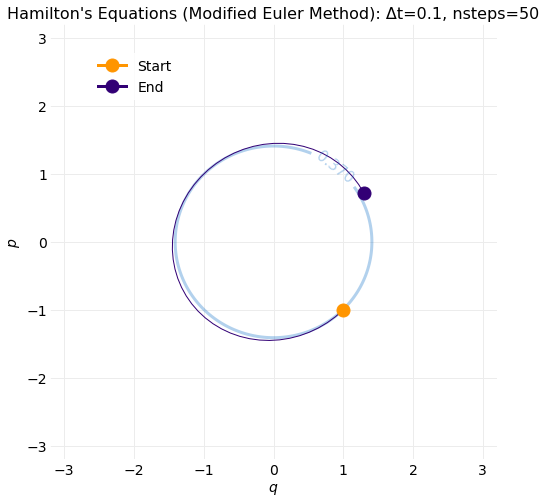 Hamilton's Equations (Modified Euler Method): Δt=0.1, nsteps=50
3
2
1
0
−1
−2
−3
p
Start
End
−3
−2
−1
0
1
2
3
q